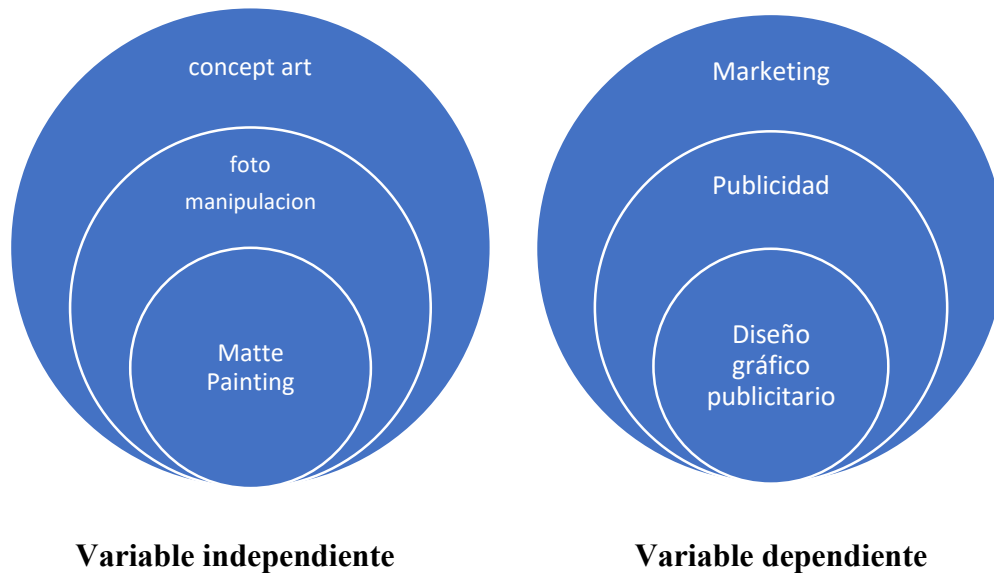 concept art
foto
manipulacion
Matte
Painting
Marketing
Publicidad
Diseño
gráfico
publicitario
Variable independiente
Variable dependiente